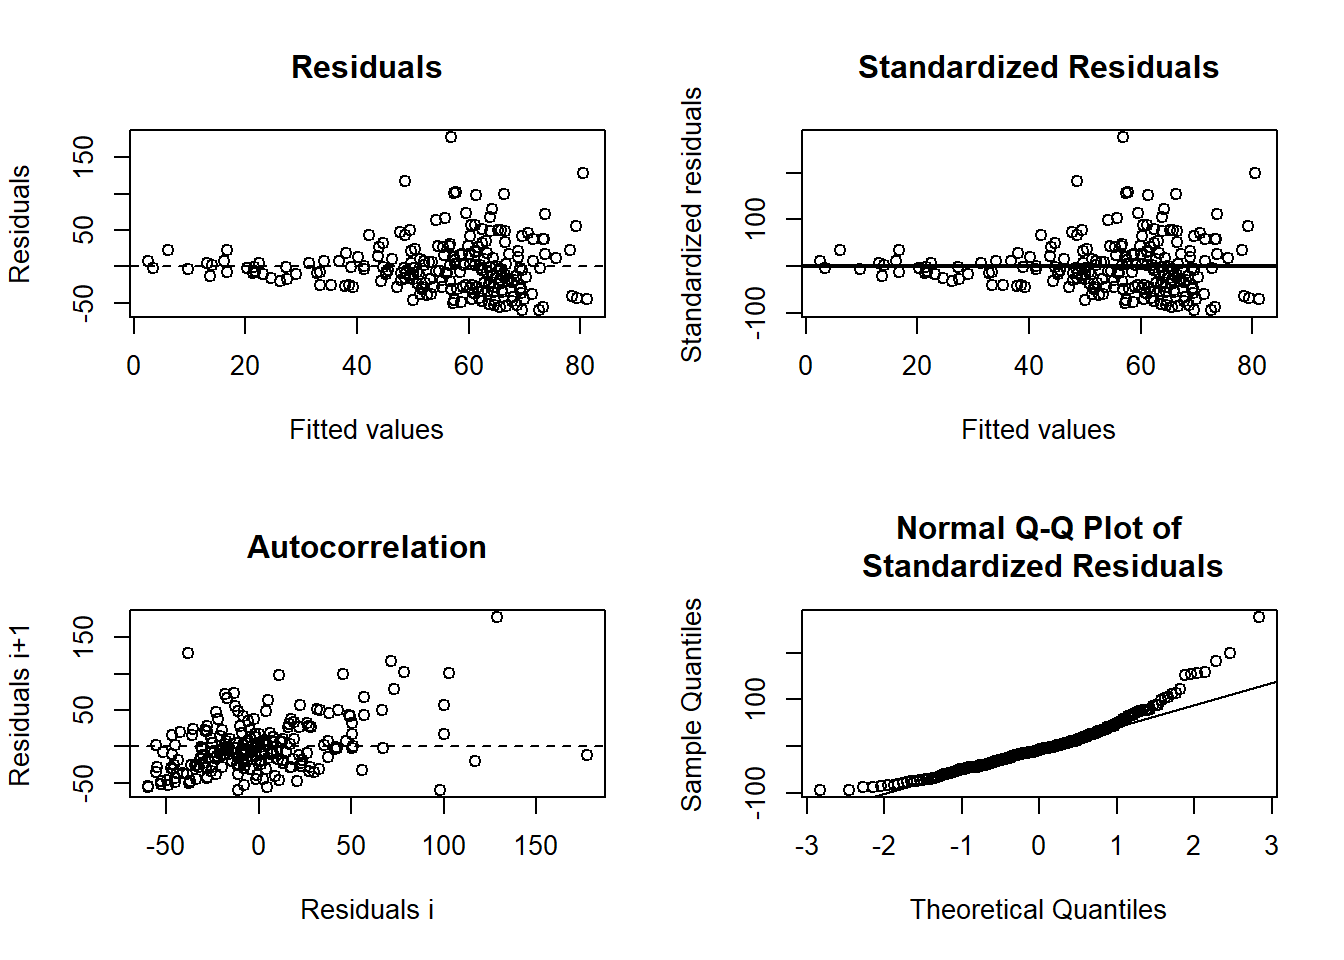 Residuals
Residuals
150
50
-50
0 20 40 60 80
Fitted values
Standardized Residuals
Standardized residuals
100
-100
0 20 40 60 80
Fitted values
Autocorrelation
Residuals i+1
150
50
-50
-50 0 50 100 150
Residuals i
Normal Q-Q Plot of
Standardized Residuals
Sample Quantiles
100
-100
-3 -2 -1 0 1 2 3
Theoretical Quantiles